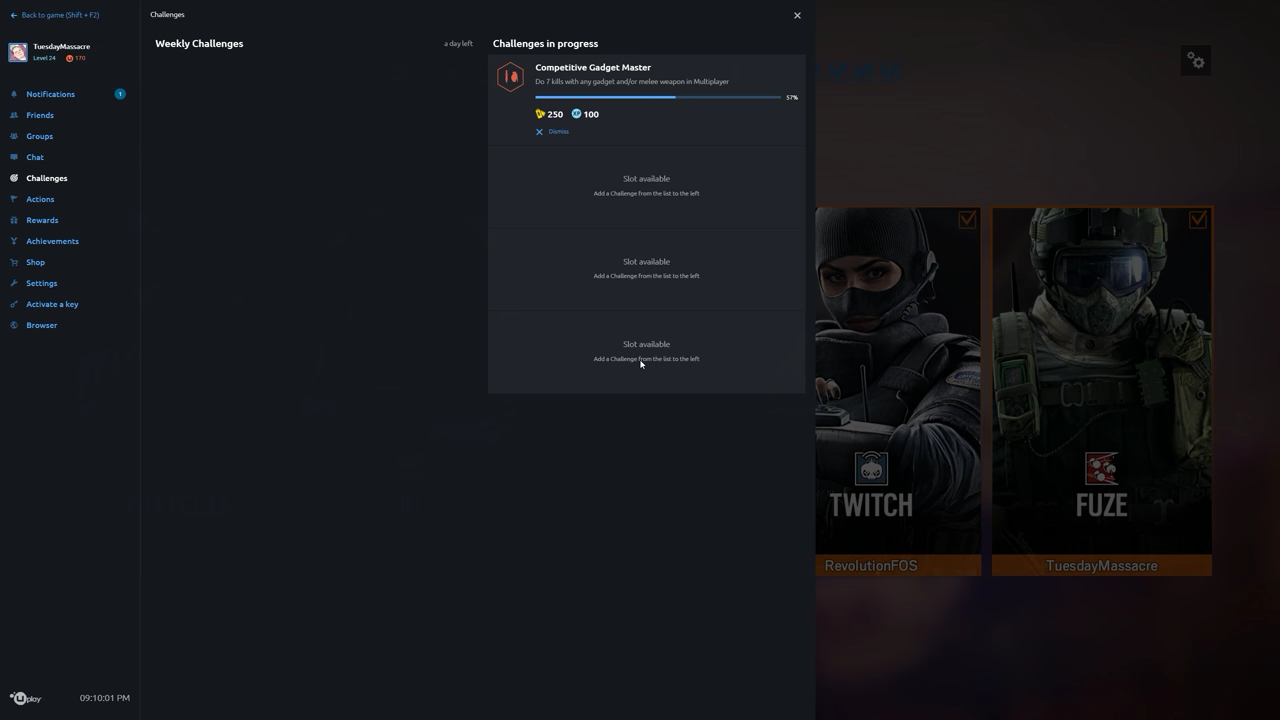 Back to game (Shift + F2)
TuesdayMassacre
Level 24 170
Notifications 1
Friends
Groups
Chat
Challenges
Actions
Rewards
Achievements
Shop
Settings
Activate a key
Browser
uplay 09:10:01 PM
Challenges
Weekly Challenges a day left
Challenges in progress
Competitive Gadget Master
Do 7 kills with any gadget and/or melee weapon in Multiplayer
57%
250 XP 100
Dismiss
Slot available
Add a Challenge from the list to the left
Slot available
Add a Challenge from the list to the left
Slot available
Add a Challenge from the list to the left
TWITCH
RevolutionFOS
FUZE
TuesdayMassacre